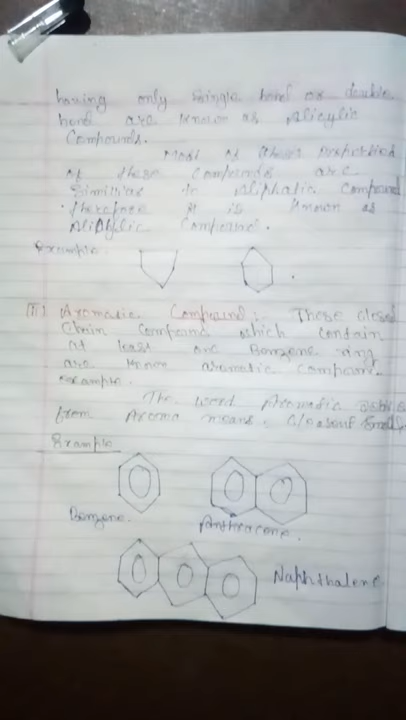 having only single bond or double
bond are known as Alicylic
Compounds.
Most of these properties
of these compounds are
similar to Aliphatic Compound
therefore it is known as
Compound.
Example
(II) Aromatic Compound: These closed
Chain Compound which Contain
at least one Benzene ring
are known aromatic compound.
example.
The word Aromatic
from Aroma means
Example
Benzene.
Anthracene.
Naphthalene